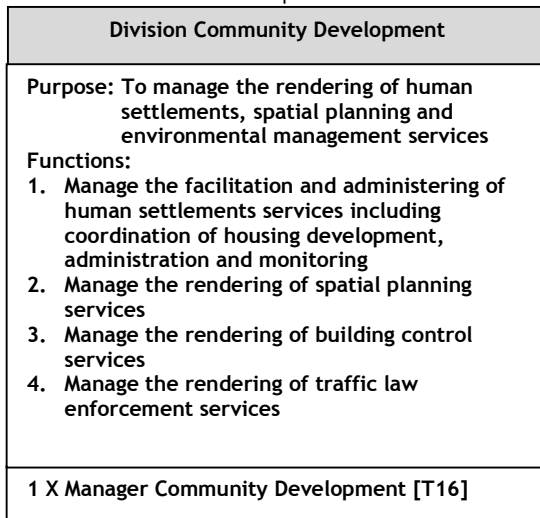 Division Community Development
Purpose: To manage the rendering of human
settlements, spatial planning and
environmental management services
Functions:
1. Manage the facilitation and administering of
human settlements services including
coordination of housing development,
administration and monitoring
2. Manage the rendering of spatial planning
services
3. Manage the rendering of building control
services
4. Manage the rendering of traffic law
enforcement services
1 X Manager Community Development [T16]